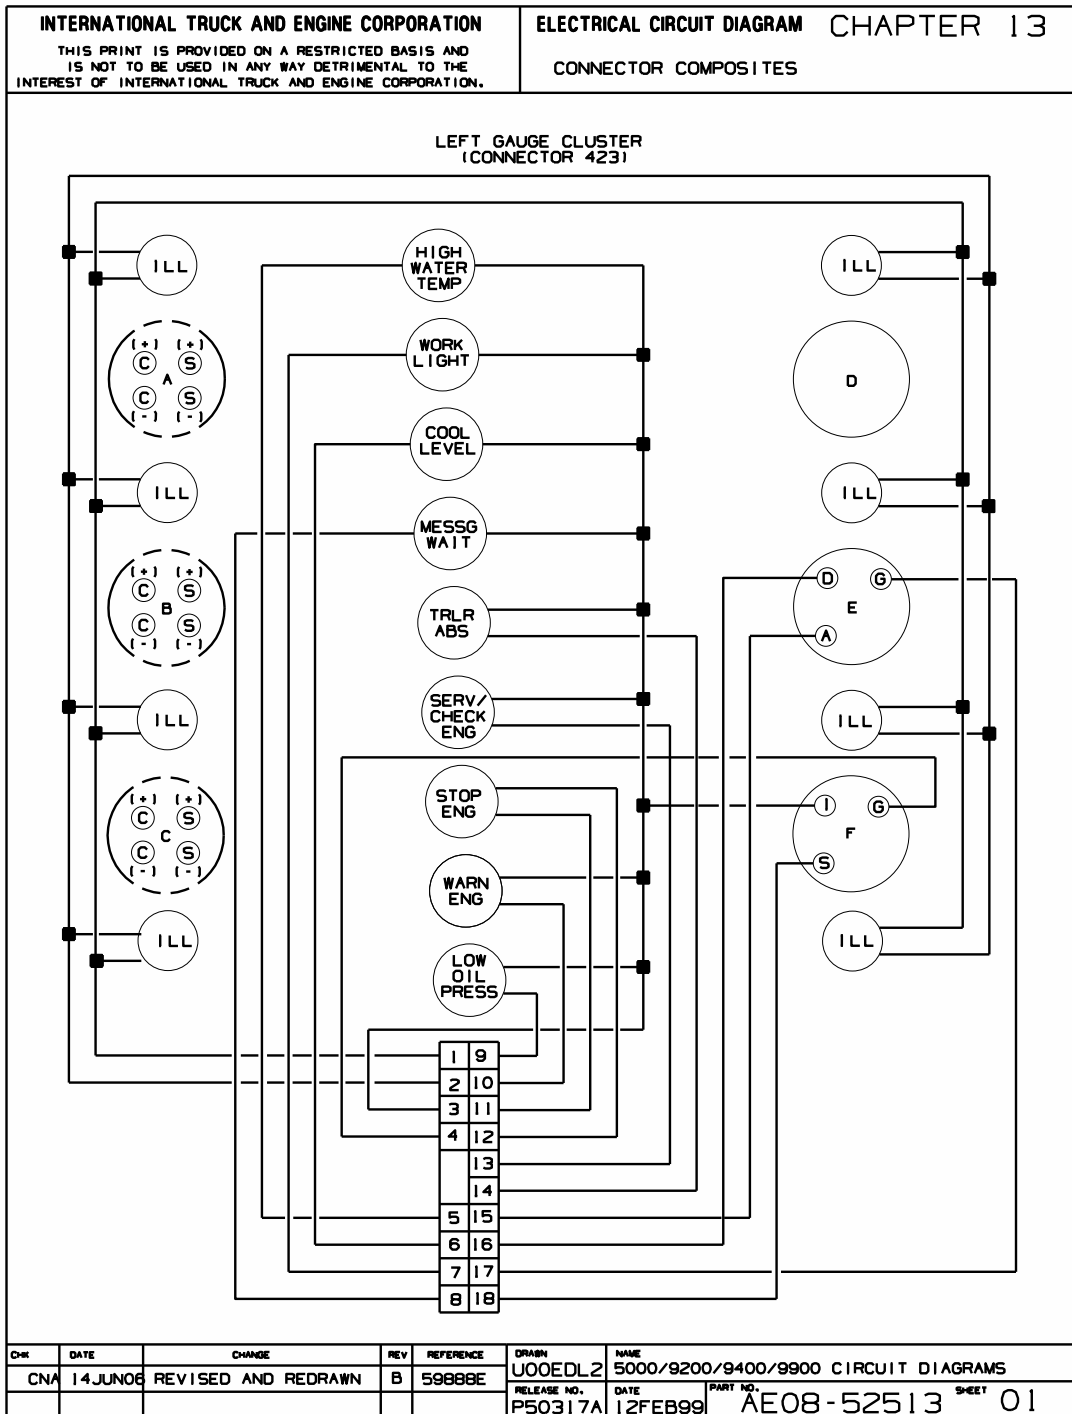 INTERNATIONAL TRUCK AND ENGINE CORPORATION
THIS PRINT IS PROVIDED ON A RESTRICTED BASIS AND
IS NOT TO BE USED IN ANY WAY DETRIMENTAL TO THE
INTEREST OF INTERNATIONAL TRUCK AND ENGINE CORPORATION.
ELECTRICAL CIRCUIT DIAGRAM CHAPTER 13
CONNECTOR COMPOSITES
LEFT GAUGE CLUSTER
(CONNECTOR 423)
ILL
HIGH
WATER
TEMP
ILL
(+) (+)
C S
A
C S
(-) (-)
WORK
LIGHT
D
COOL
LEVEL
ILL
ILL
MESSG
WAIT
(+) (+)
C S
B
C S
(-) (-)
TRLR
ABS
D G
E
A
ILL
SERV/
CHECK
ENG
ILL
(+) (+)
C S
C
C S
(-) (-)
STOP
ENG
I G
F
S
WARN
ENG
ILL
LOW
OIL
PRESS
ILL
1 9
2 10
3 11
4 12
13
14
5 15
6 16
7 17
8 18
CHK DATE CHANGE REV REFERENCE
CNA 14JUN06 REVISED AND REDRAWN B 59888E
DRAWN
U00EDL2
NAME
5000/9200/9400/9900 CIRCUIT DIAGRAMS
RELEASE NO.
P50317A
DATE
12FEB99
PART NO.
AE08-52513
SHEET 01